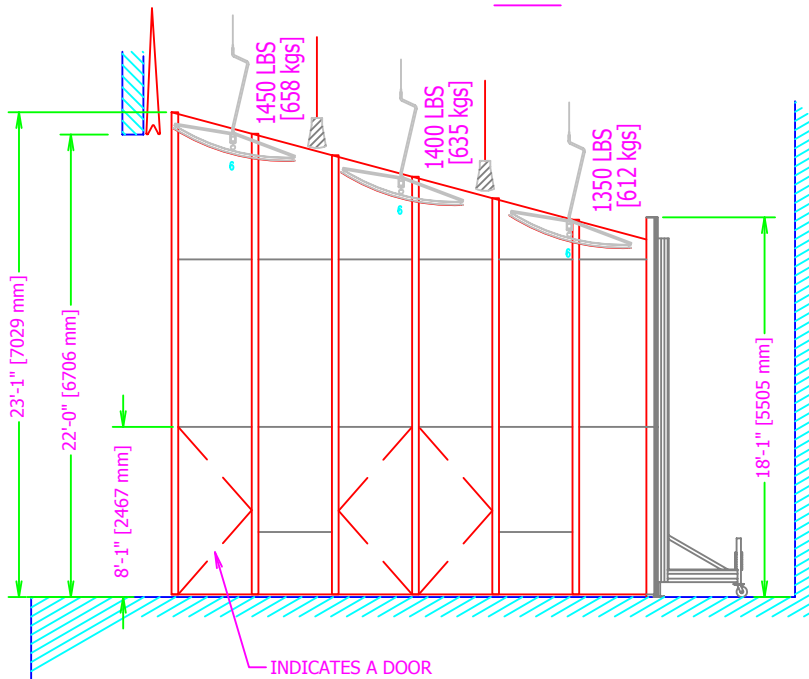 1450 LBS
[658 kgs]
1400 LBS
[635 kgs]
1350 LBS
[612 kgs]
6
6
6
23'-1" [7029 mm]
22'-0" [6706 mm]
8'-1" [2467 mm]
18'-1" [5505 mm]
INDICATES A DOOR